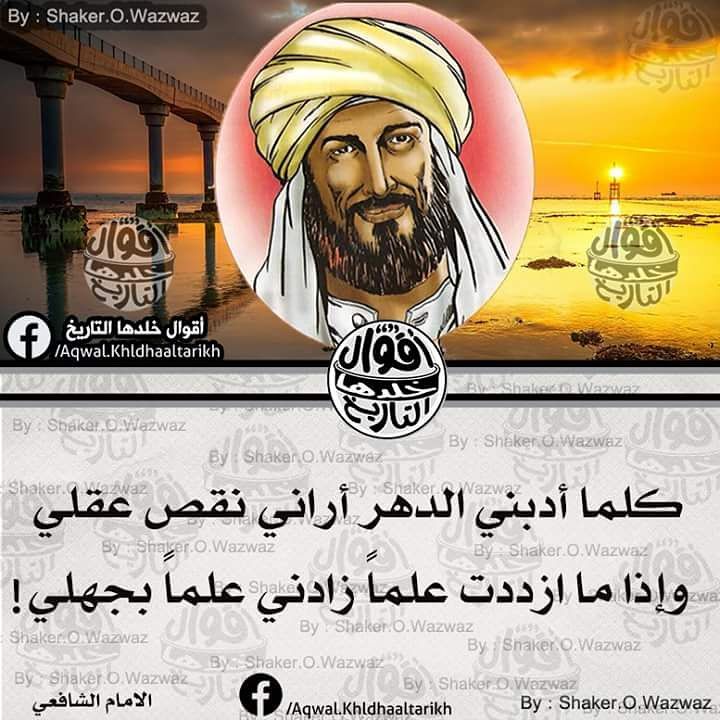 By : Shaker.O.Wazwaz
أقوال خلدها التاريخ
/Aqwal.Khldhaaltarikh
أقوال
خلدها
التاريخ
كلما أدبني الدهر أراني نقص عقلي
وإذا ما ازددت علماً زادني علماً بجهلي!
الامام الشافعي
/Aqwal.Khldhaaltarikh
By : Shaker.O.Wazwaz